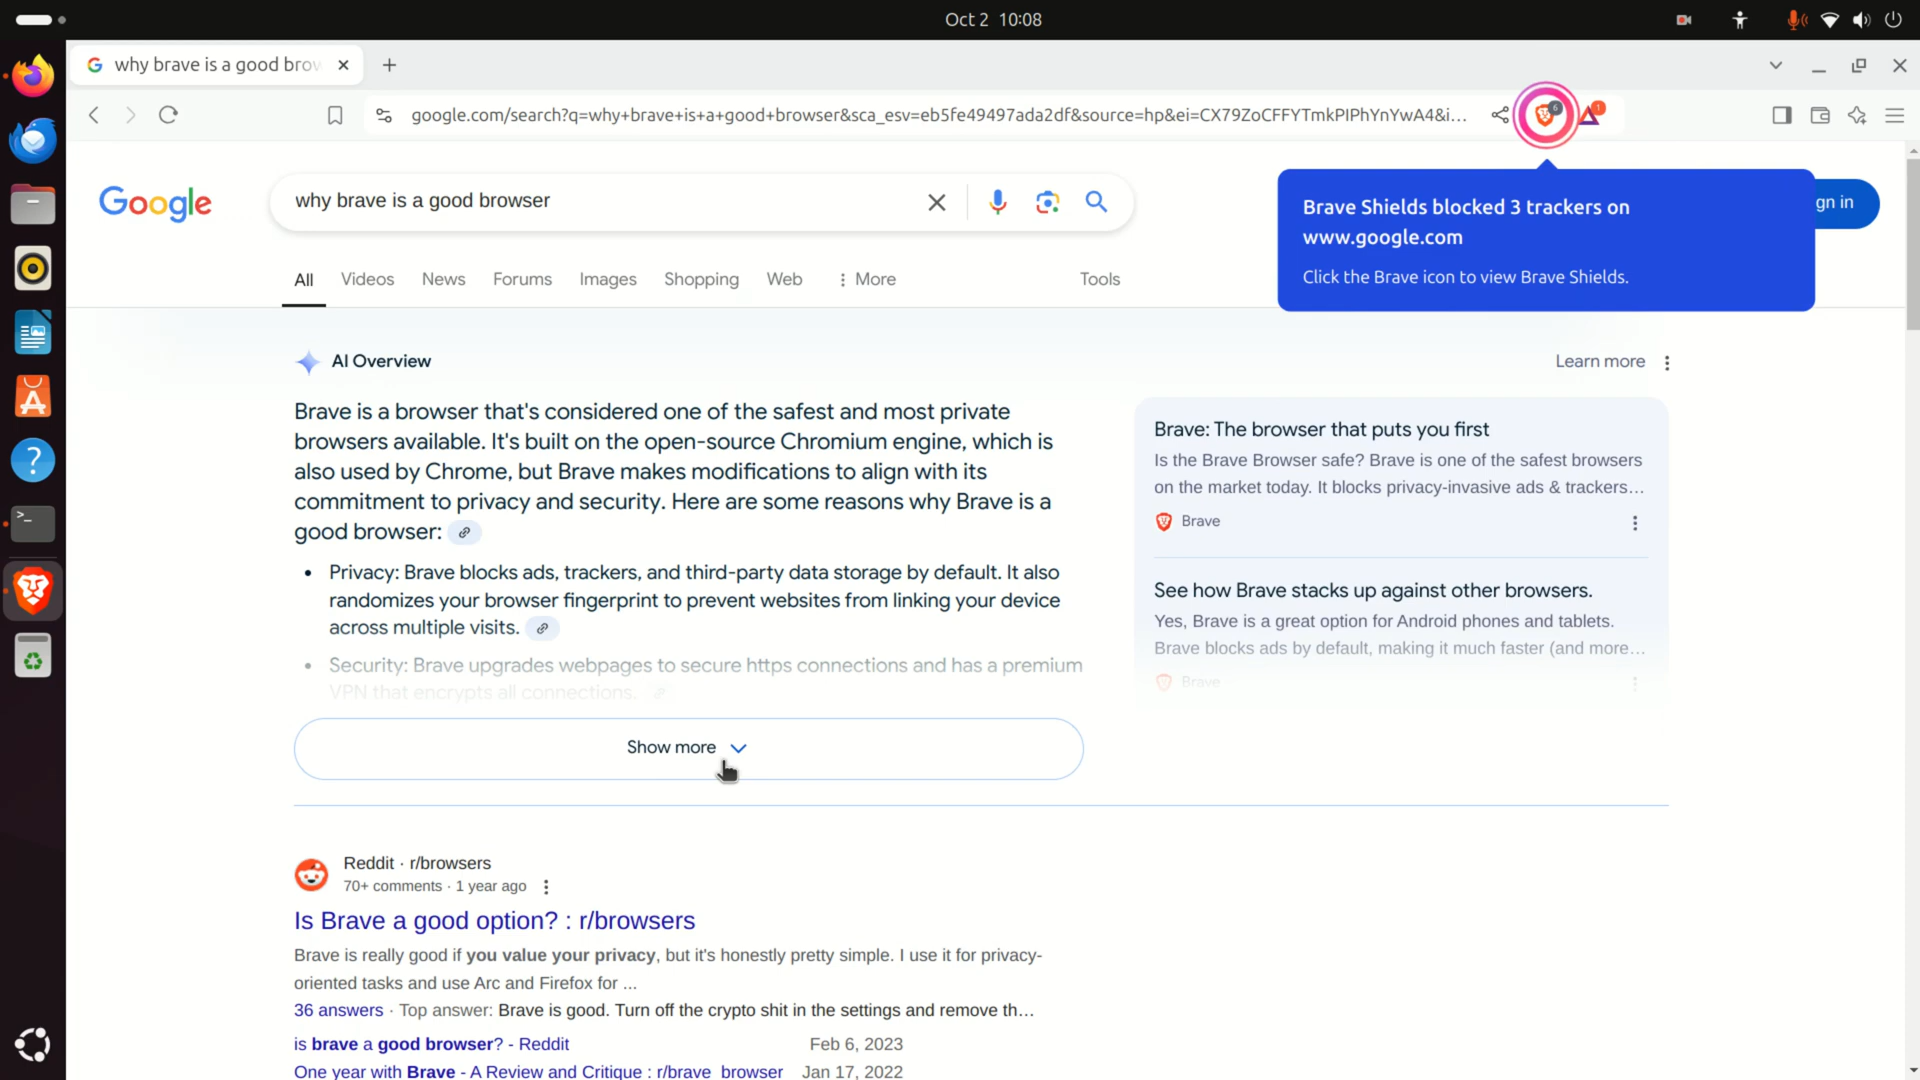 Oct 2 10:08
why brave is a good brow
google.com/search?q=why+brave+is+a+good+browser&sca_esv=eb5fe49497ada2df&source=hp&ei=CX79ZoCFFYTmkPIPhYnYwA4&i...
6
1
Google
why brave is a good browser
Brave Shields blocked 3 trackers on
www.google.com
Click the Brave icon to view Brave Shields.
gn in
All Videos News Forums Images Shopping Web More Tools
AI Overview
Learn more
Brave is a browser that's considered one of the safest and most private
browsers available. It's built on the open-source Chromium engine, which is
also used by Chrome, but Brave makes modifications to align with its
commitment to privacy and security. Here are some reasons why Brave is a
good browser:
• Privacy: Brave blocks ads, trackers, and third-party data storage by default. It also
randomizes your browser fingerprint to prevent websites from linking your device
across multiple visits.
• Security: Brave upgrades webpages to secure https connections and has a premium
VPN that encrypts all connections.
Show more
Brave: The browser that puts you first
Is the Brave Browser safe? Brave is one of the safest browsers
on the market today. It blocks privacy-invasive ads & trackers...
Brave
See how Brave stacks up against other browsers.
Yes, Brave is a great option for Android phones and tablets.
Brave blocks ads by default, making it much faster (and more...
Brave
Reddit · r/browsers
70+ comments · 1 year ago
Is Brave a good option? : r/browsers
Brave is really good if you value your privacy, but it's honestly pretty simple. I use it for privacy-
oriented tasks and use Arc and Firefox for ...
36 answers · Top answer: Brave is good. Turn off the crypto shit in the settings and remove th...
is brave a good browser? - Reddit Feb 6, 2023
One year with Brave - A Review and Critique : r/brave_browser Jan 17, 2022